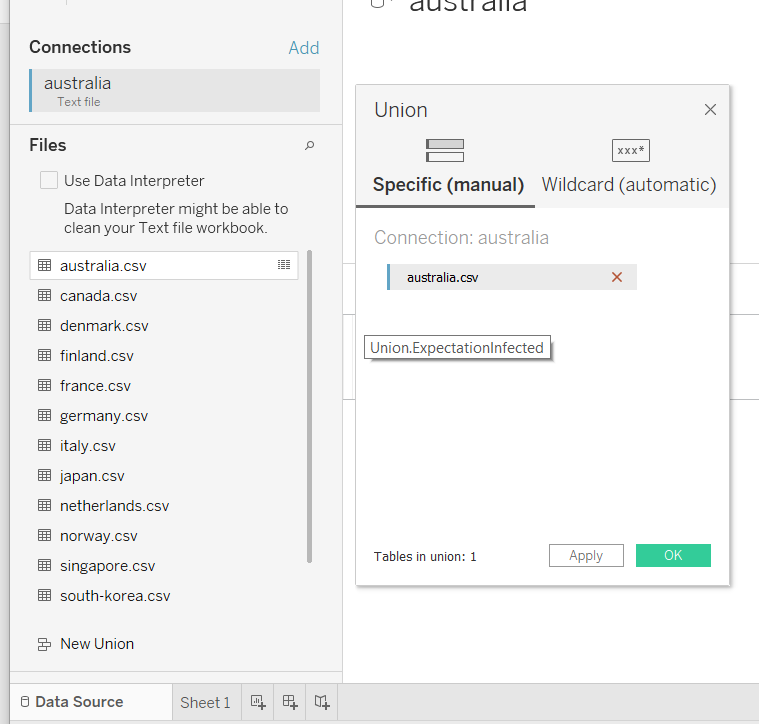 australia
Connections
Add
australia
Text file
Files
Use Data Interpreter
Data Interpreter might be able to
clean your Text file workbook.
australia.csv
canada.csv
denmark.csv
finland.csv
france.csv
germany.csv
italy.csv
japan.csv
netherlands.csv
norway.csv
singapore.csv
south-korea.csv
New Union
Union
xxx*
Specific (manual)
Wildcard (automatic)
Connection: australia
australia.csv
Union.ExpectationInfected
Tables in union: 1
Apply
OK
Data Source
Sheet 1